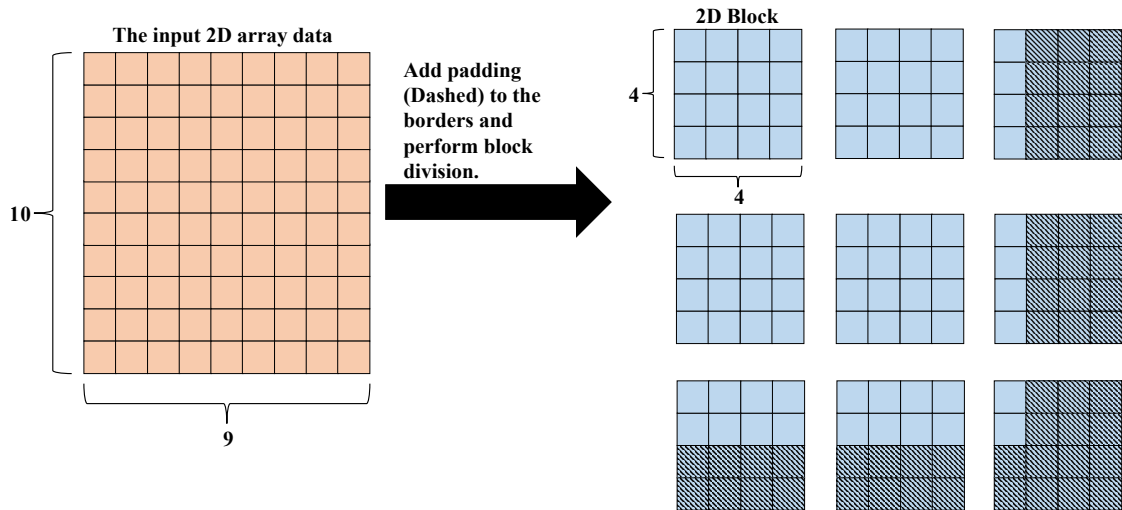 The input 2D array data
10
9
Add padding
(Dashed) to the
borders and
perform block
division.
2D Block
4
4